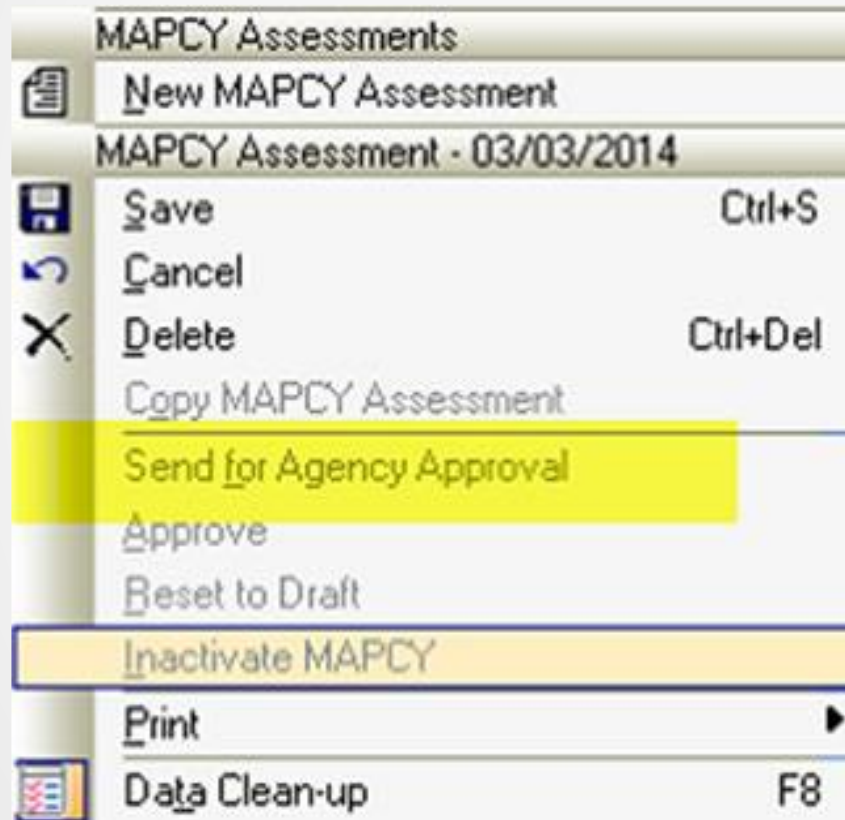 MAPCY Assessments
New MAPCY Assessment
MAPCY Assessment - 03/03/2014
Save Ctrl+S
Cancel
Delete Ctrl+Del
Copy MAPCY Assessment
Send for Agency Approval
Approve
Reset to Draft
Inactivate MAPCY
Print
Data Clean-up F8